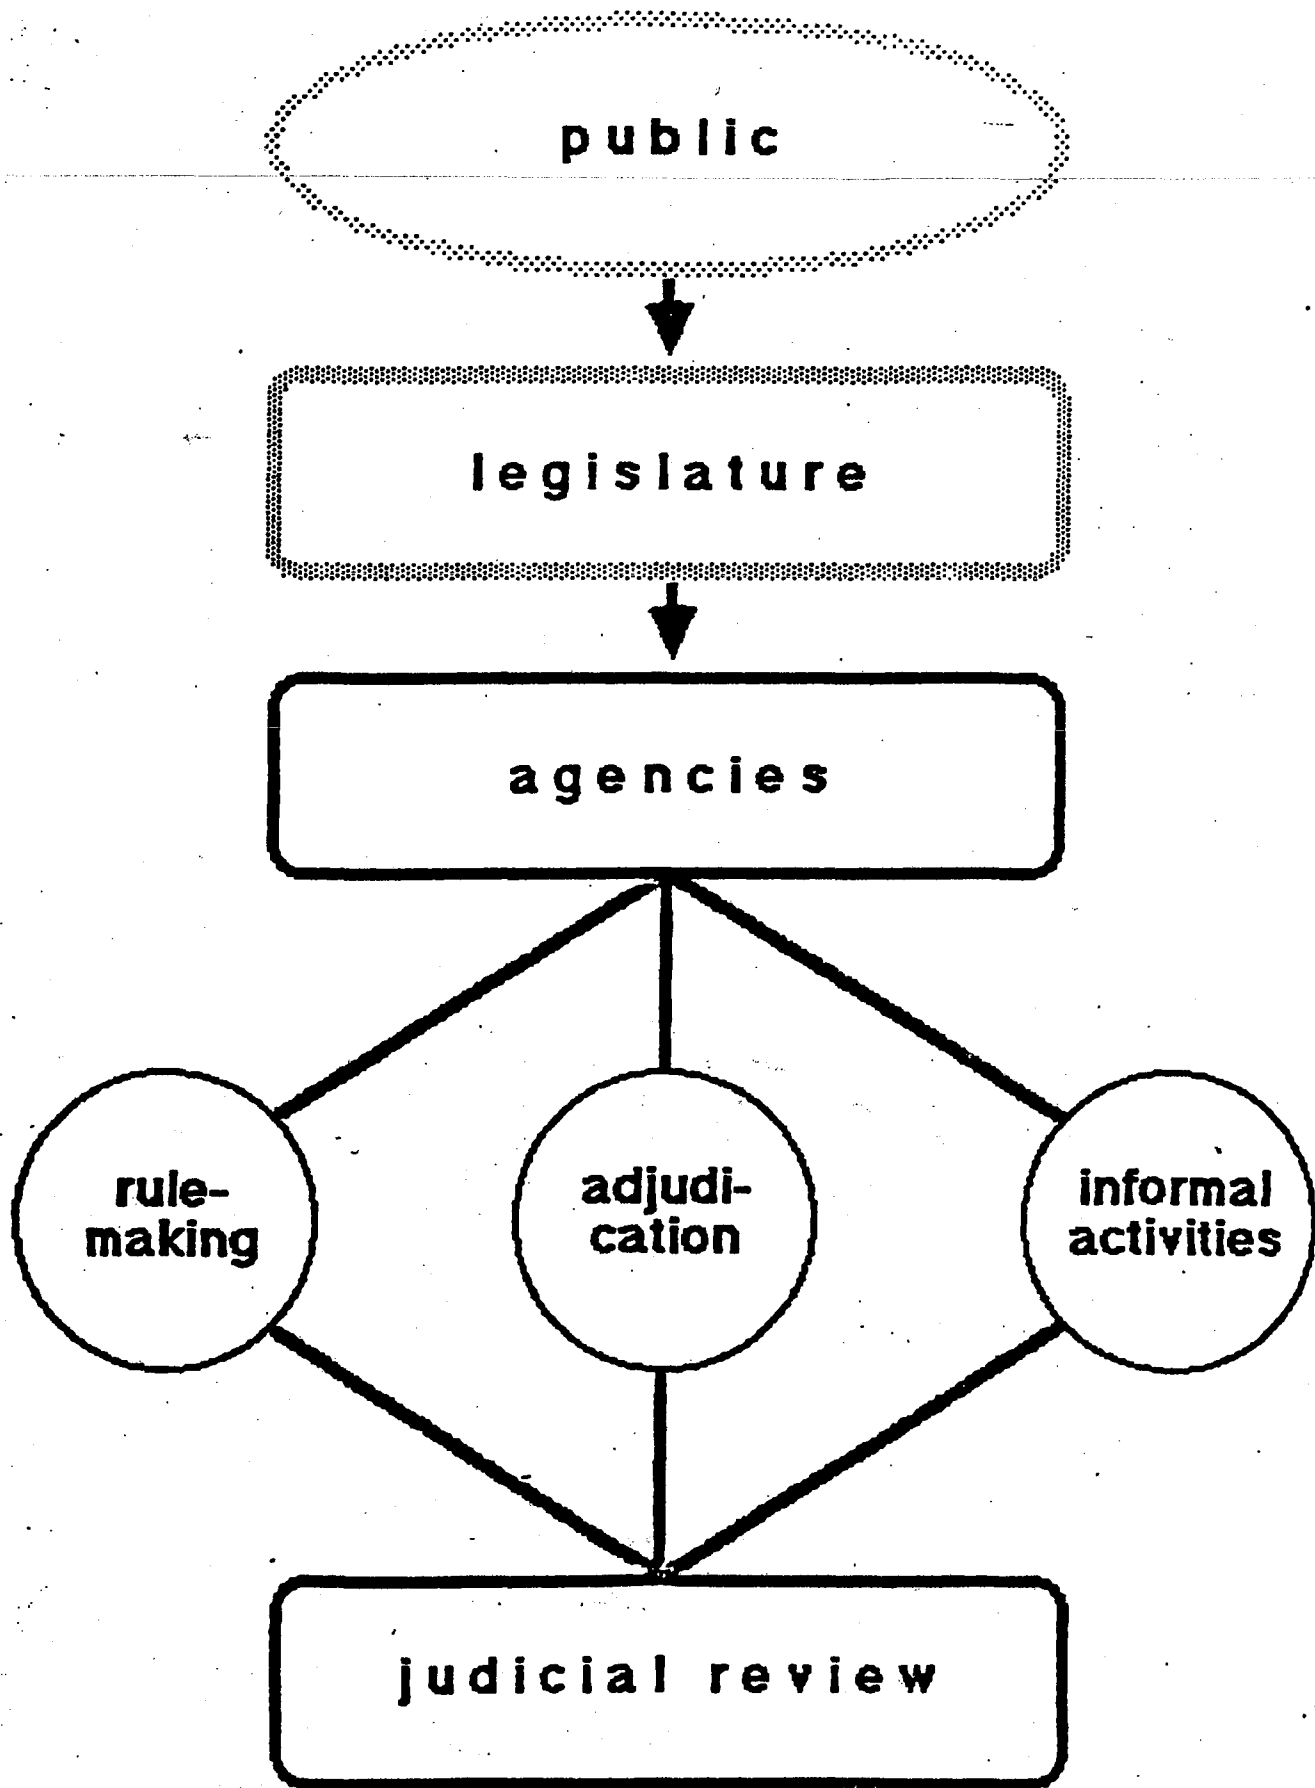 public
legislature
agencies
rule-
making
adjudi-
cation
informal
activities
judicial review